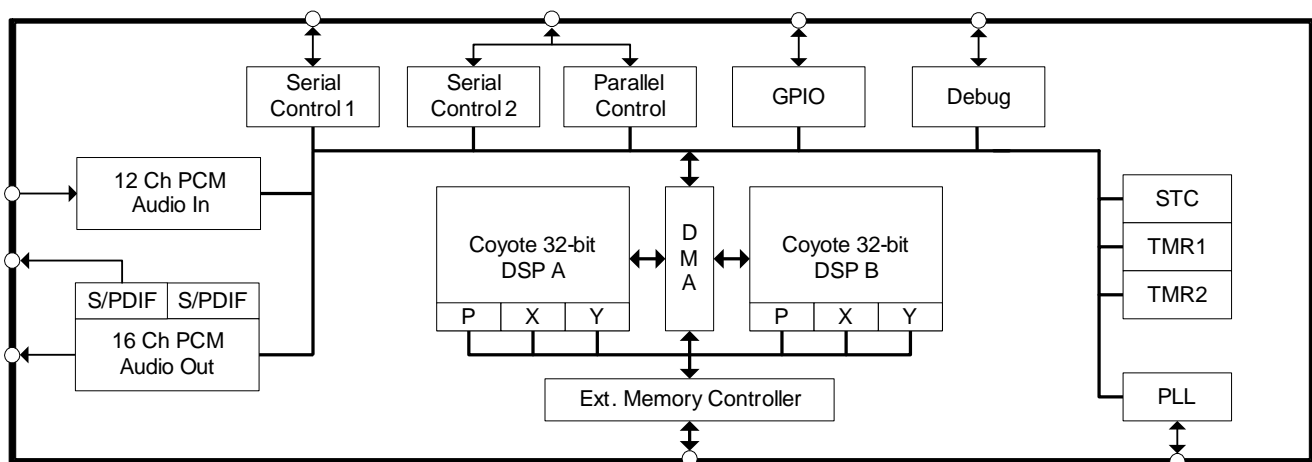 Serial
Control 1
Serial
Control 2
Parallel
Control
GPIO
Debug
12 Ch PCM
Audio In
S/PDIF
S/PDIF
16 Ch PCM
Audio Out
Coyote 32-bit
DSP A
P
X
Y
D
M
A
Coyote 32-bit
DSP B
P
X
Y
Ext. Memory Controller
STC
TMR1
TMR2
PLL